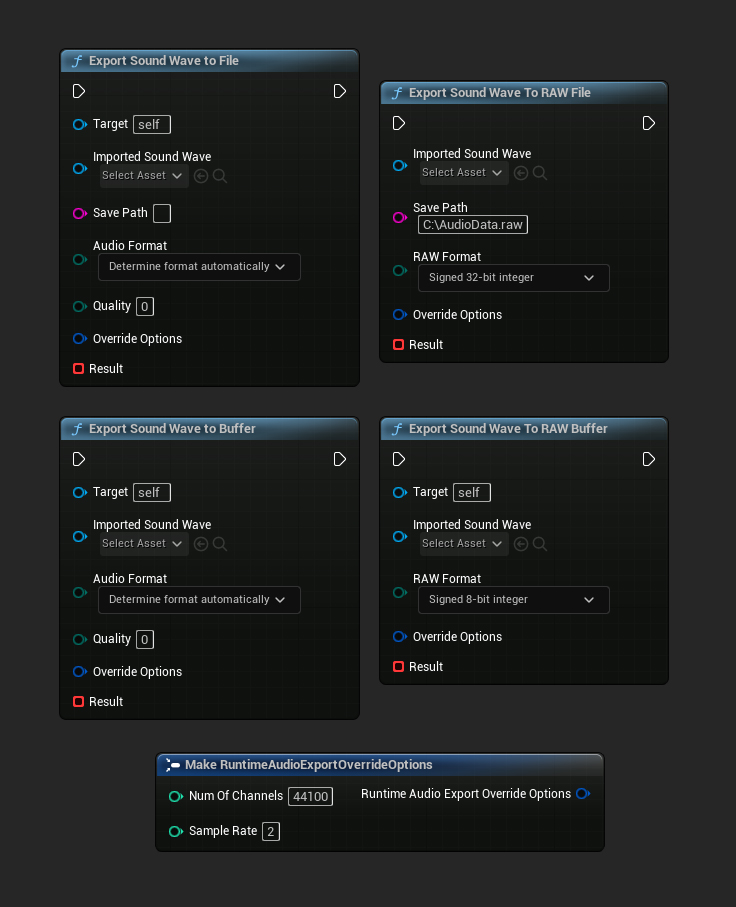 Export Sound Wave to File
Target self
Imported Sound Wave
Select Asset
Save Path
Audio Format
Determine format automatically
Quality 0
Override Options
Result
Export Sound Wave To RAW File
Imported Sound Wave
Select Asset
Save Path
C:\AudioData.raw
RAW Format
Signed 32-bit integer
Override Options
Result
Export Sound Wave to Buffer
Target self
Imported Sound Wave
Select Asset
Audio Format
Determine format automatically
Quality 0
Override Options
Result
Export Sound Wave To RAW Buffer
Target self
Imported Sound Wave
Select Asset
RAW Format
Signed 8-bit integer
Override Options
Result
Make RuntimeAudioExportOverrideOptions
Num Of Channels 44100 Runtime Audio Export Override Options
Sample Rate 2